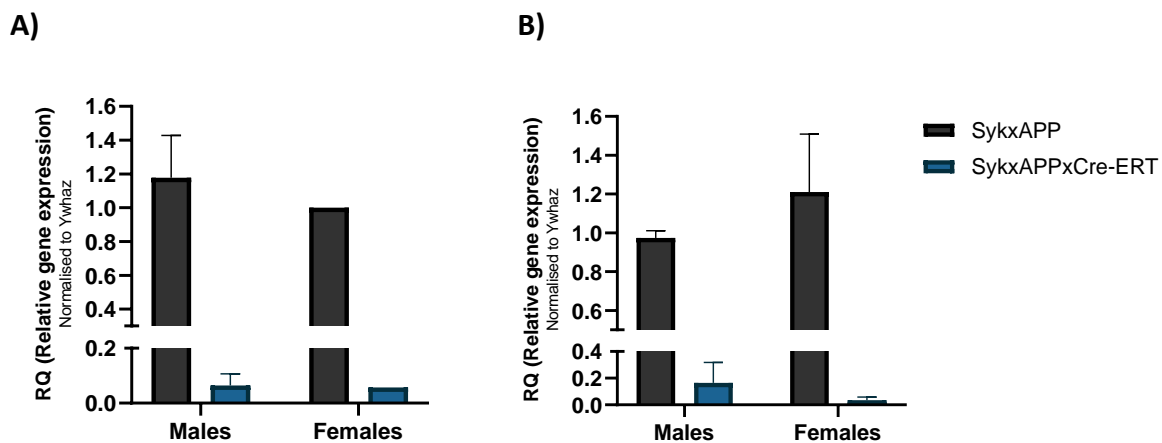 A)
B)
RQ (Relative gene expression)
Normalised to Ywhaz
1.6
1.4
1.2
1.0
0.8
0.6
0.4
0.2
0.0
Males
Females
RQ (Relative gene expression)
Normalised to Ywhaz
1.6
1.4
1.2
1.0
0.8
0.6
0.4
0.2
0.0
Males
Females
SykxAPP
SykxAPPxCre-ERT